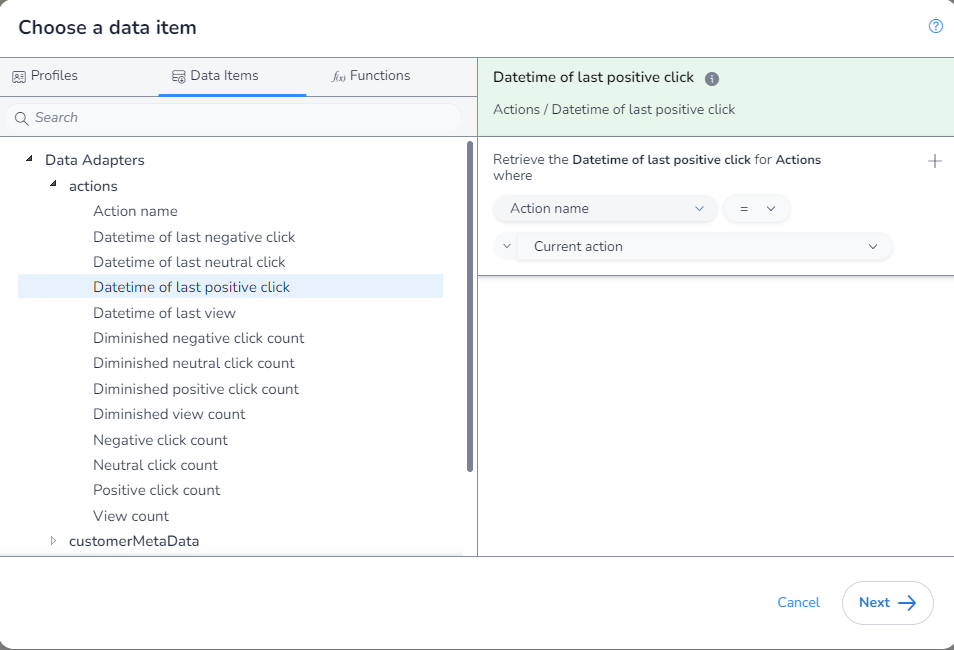 Choose a data item
?
Profiles
Data Items
f(x) Functions
Search
Data Adapters
actions
Action name
Datetime of last negative click
Datetime of last neutral click
Datetime of last positive click
Datetime of last view
Diminished negative click count
Diminished neutral click count
Diminished positive click count
Diminished view count
Negative click count
Neutral click count
Positive click count
View count
customerMetaData
Datetime of last positive click i
Actions / Datetime of last positive click
Retrieve the Datetime of last positive click for Actions
where
Action name
=
Current action
Cancel
Next